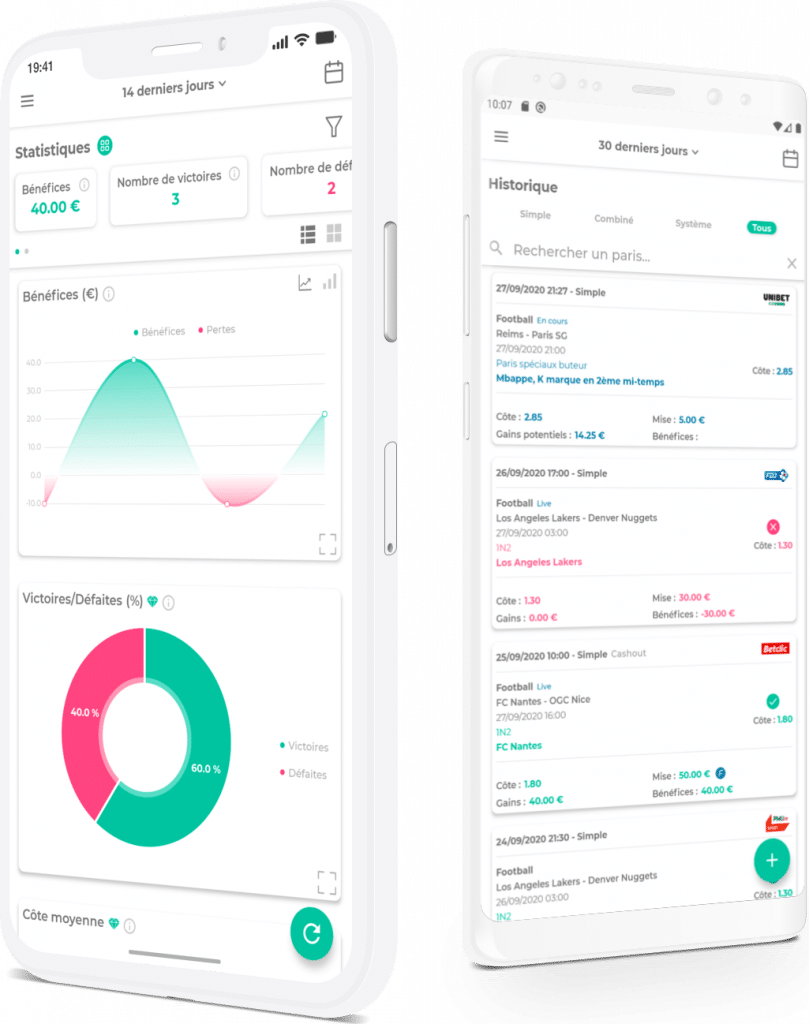 19:41
14 derniers jours
Statistiques
Bénéfices
40.00 €
Nombre de victoires
3
Nombre de déf
2
Bénéfices (€)
Bénéfices
Pertes
40.0
30.0
20.0
10.0
0.0
-10.0
Victoires/Défaites (%)
40.0 %
60.0 %
Victoires
Défaites
Côte moyenne
10:07
30 derniers jours
Historique
Simple
Combiné
Système
Tous
Rechercher un paris...
27/09/2020 21:27 - Simple
UNIBET
Football En cours
Reims - Paris SG
27/09/2020 21:00
Paris spéciaux buteur
Côte : 2.85
Mbappe, K marque en 2ème mi-temps
Côte : 2.85
Mise : 5.00 €
Gains potentiels : 14.25 €
Bénéfices :
26/09/2020 17:00 - Simple
FDJ
Football Live
Los Angeles Lakers - Denver Nuggets
27/09/2020 03:00
1N2
Côte : 1.30
Los Angeles Lakers
Côte : 1.30
Mise : 30.00 €
Gains : 0.00 €
Bénéfices : -30.00 €
25/09/2020 10:00 - Simple Cashout
Betclic
Football Live
FC Nantes - OGC Nice
27/09/2020 16:00
1N2
Côte : 1.80
FC Nantes
Côte : 1.80
Mise : 50.00 € F
Gains : 40.00 €
Bénéfices : 40.00 €
24/09/2020 21:30 - Simple
Football
Los Angeles Lakers - Denver Nuggets
26/09/2020 03:00
1N2
Côte : 1.30